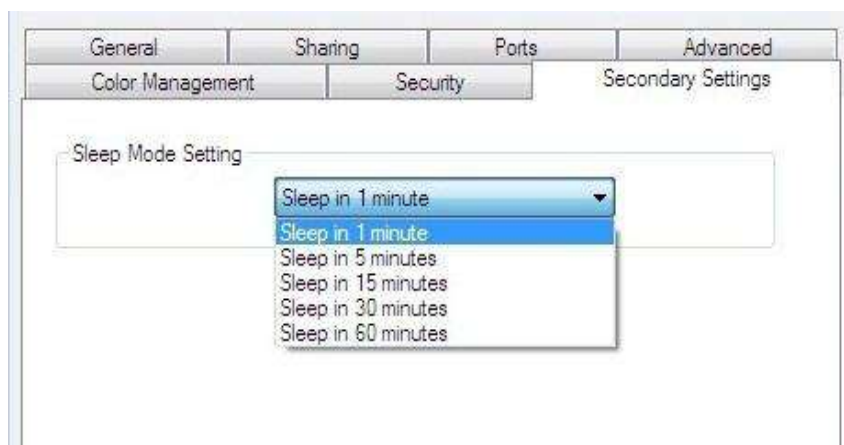 General Sharing Ports Advanced
Color Management Security Secondary Settings
Sleep Mode Setting
Sleep in 1 minute
Sleep in 1 minute
Sleep in 5 minutes
Sleep in 15 minutes
Sleep in 30 minutes
Sleep in 60 minutes